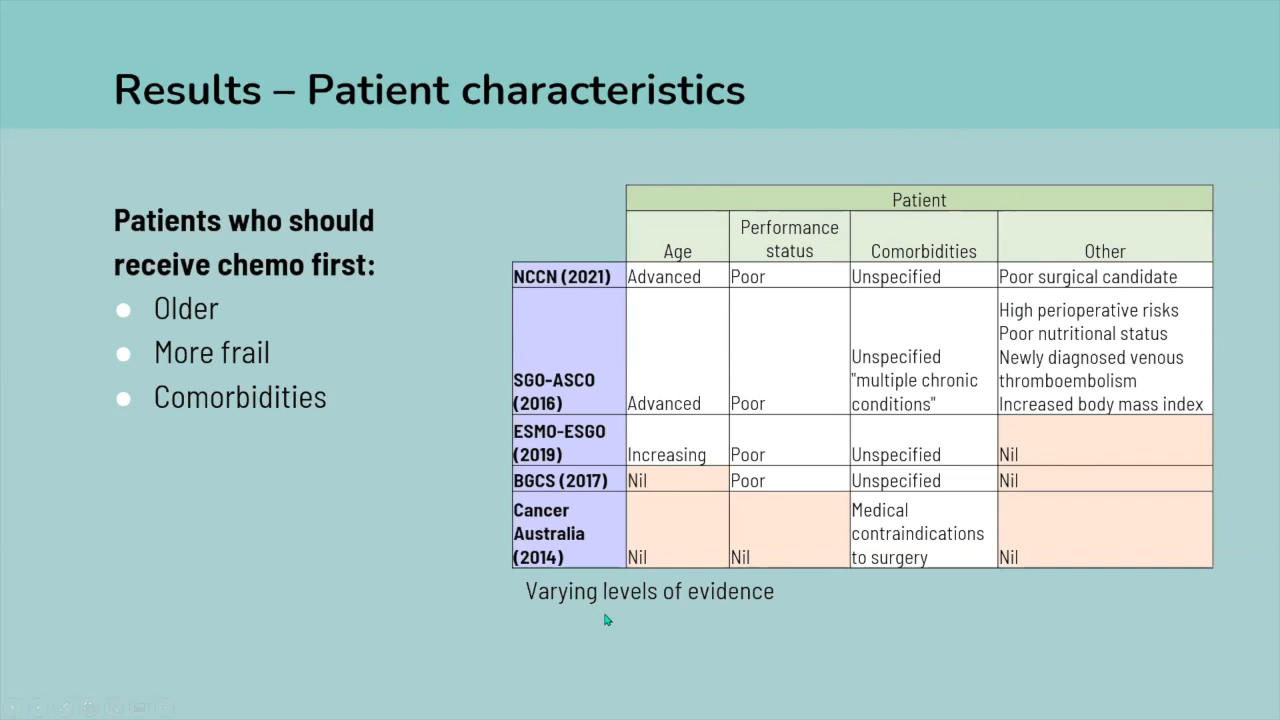 Results – Patient characteristics
Patients who should
receive chemo first:
Older
More frail
Comorbidities
Patient
Age
Performance
status
Comorbidities
Other
NCCN (2021)
Advanced
Poor
Unspecified
Poor surgical candidate
SGO-ASCO
(2016)
Advanced
Poor
Unspecified
"multiple chronic
conditions"
High perioperative risks
Poor nutritional status
Newly diagnosed venous
thromboembolism
Increased body mass index
ESMO-ESGO
(2019)
Increasing
Poor
Unspecified
Nil
BGCS (2017)
Nil
Poor
Unspecified
Nil
Cancer
Australia
(2014)
Nil
Nil
Medical
contraindications
to surgery
Nil
Varying levels of evidence